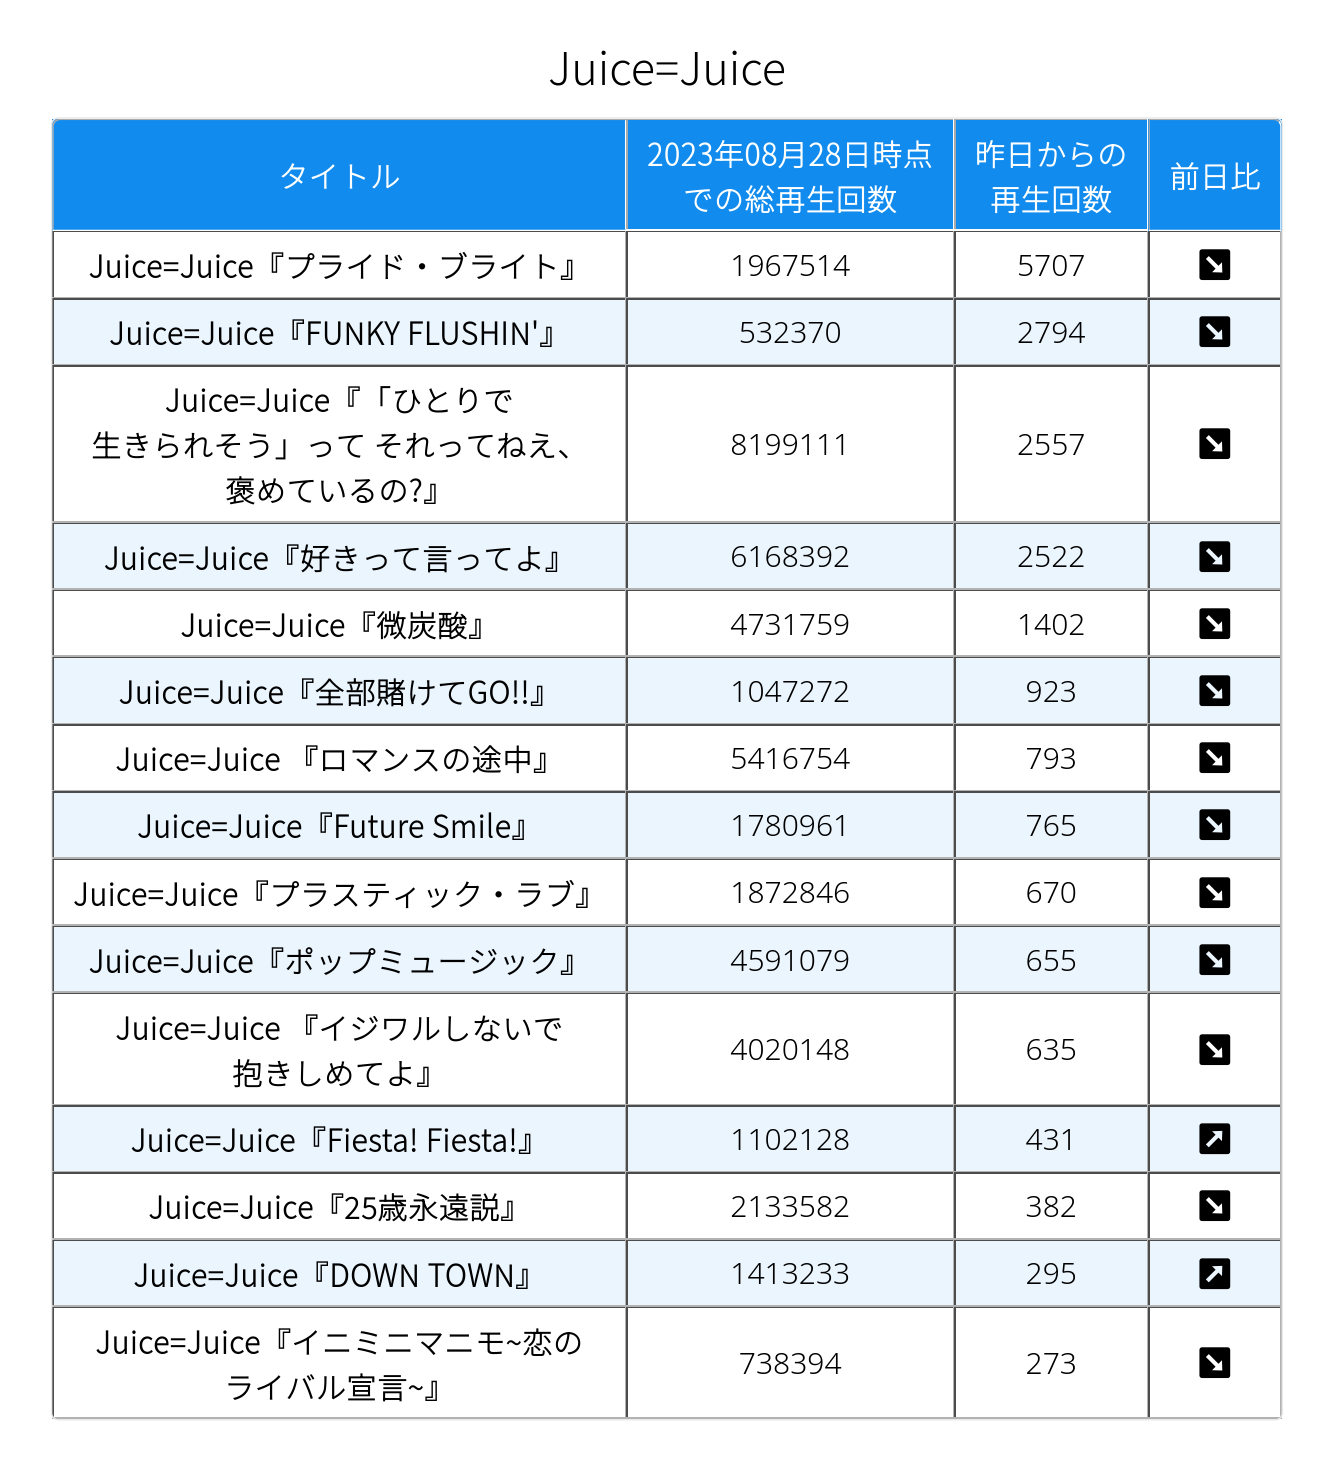 Juice=Juice
タイトル
2023年08月28日時点
での総再生回数
昨日からの
再生回数
前日比
Juice=Juice『プライド・ブライト』 1967514 5707 ↘
Juice=Juice『FUNKY FLUSHIN'』 532370 2794 ↘
Juice=Juice『「ひとりで
生きられそう」って それってねえ、
褒めているの?』 8199111 2557 ↘
Juice=Juice『好きって言ってよ』 6168392 2522 ↘
Juice=Juice『微炭酸』 4731759 1402 ↘
Juice=Juice『全部賭けてGO!!』 1047272 923 ↘
Juice=Juice 『ロマンスの途中』 5416754 793 ↘
Juice=Juice『Future Smile』 1780961 765 ↘
Juice=Juice『プラスティック・ラブ』 1872846 670 ↘
Juice=Juice『ポップミュージック』 4591079 655 ↘
Juice=Juice 『イジワルしないで
抱きしめてよ』 4020148 635 ↘
Juice=Juice『Fiesta! Fiesta!』 1102128 431 ↗
Juice=Juice『25歳永遠説』 2133582 382 ↘
Juice=Juice『DOWN TOWN』 1413233 295 ↗
Juice=Juice『イニミニマニモ~恋の
ライバル宣言~』 738394 273 ↘